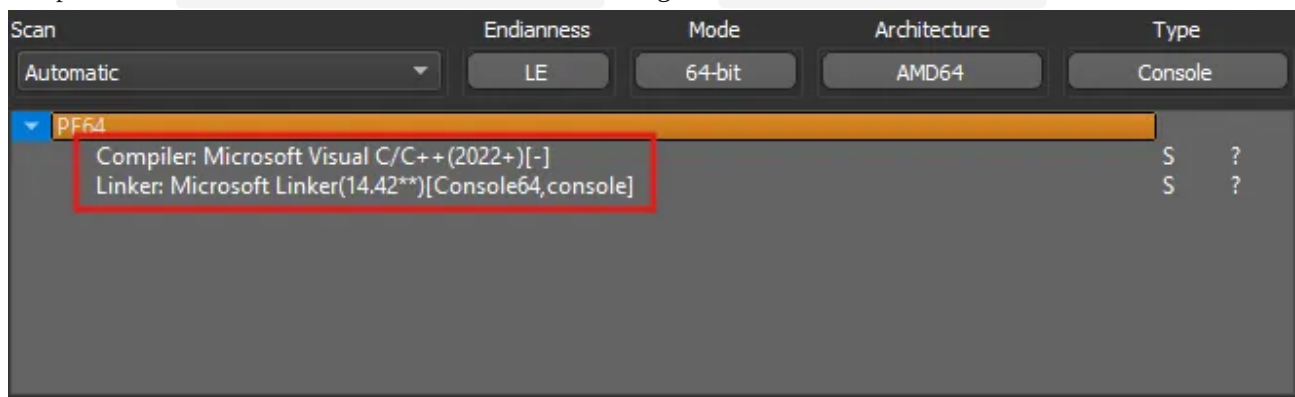 Scan Endianness Mode Architecture Type
Automatic LE 64-bit AMD64 Console
PE64
Compiler: Microsoft Visual C/C++(2022+)[-] S ?
Linker: Microsoft Linker(14.42**)[Console64,console] S ?